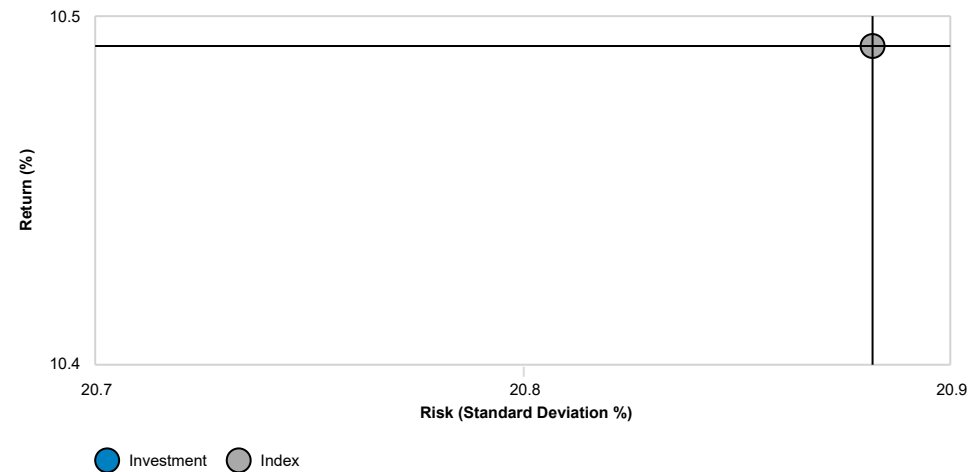 10.5
Return (%)
10.4
20.7 20.8 20.9
Risk (Standard Deviation %)
Investment Index